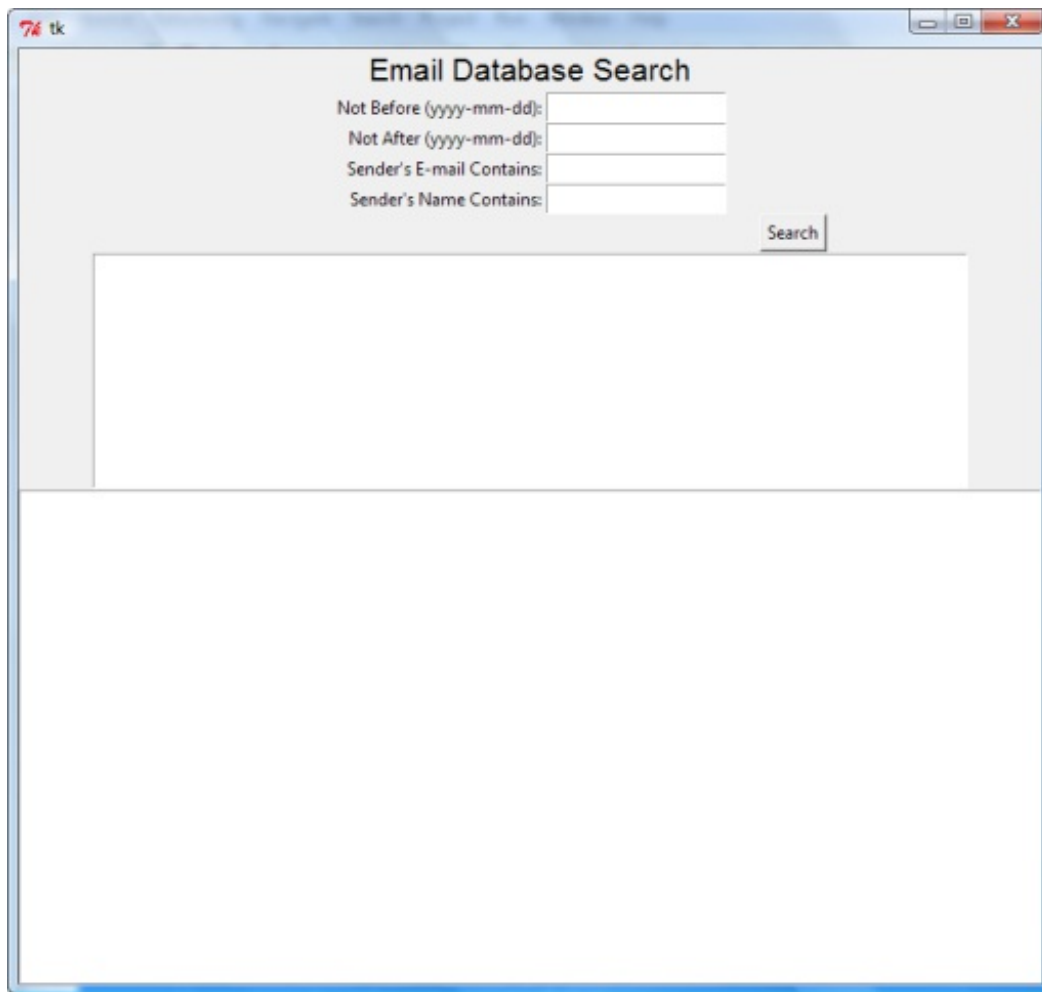 tk
Email Database Search
Not Before (yyyy-mm-dd):
Not After (yyyy-mm-dd):
Sender's E-mail Contains:
Sender's Name Contains:
Search